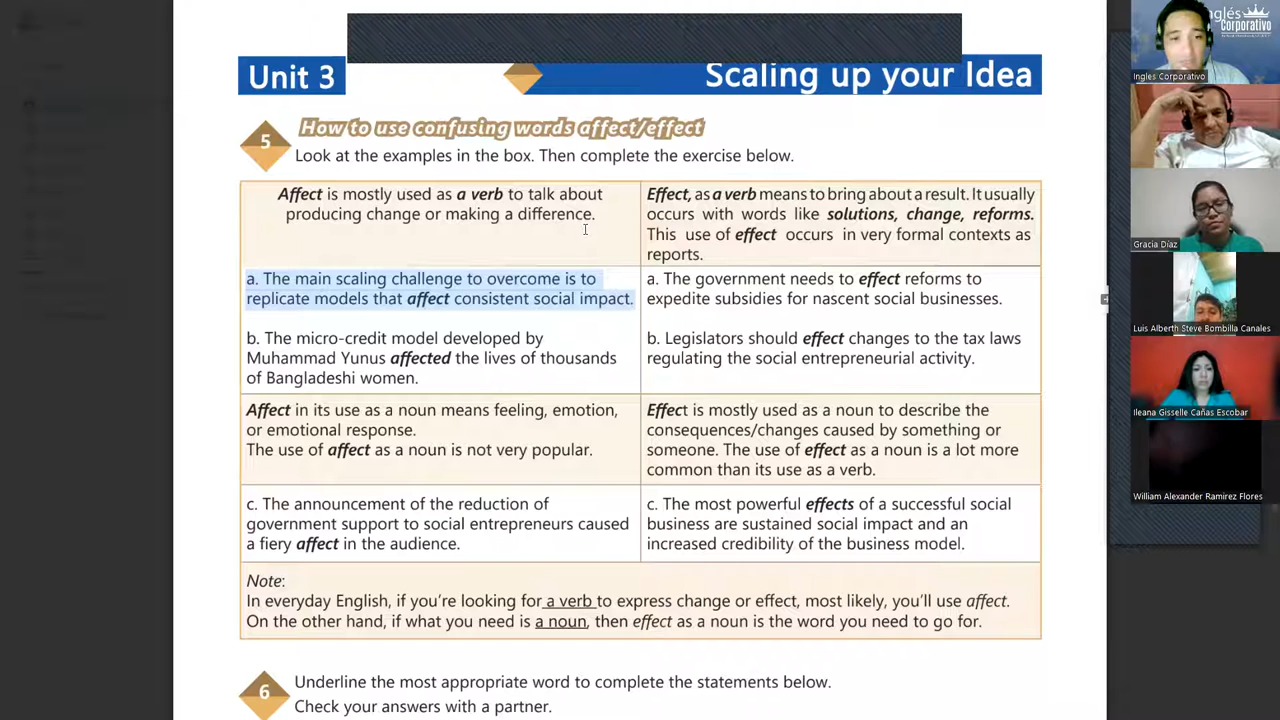 Unit 3
Scaling up your Idea
5
How to use confusing words affect/effect
Look at the examples in the box. Then complete the exercise below.
Affect is mostly used as a verb to talk about
producing change or making a difference.
Effect, as a verb means to bring about a result. It usually
occurs with words like solutions, change, reforms.
This use of effect occurs in very formal contexts as
reports.
a. The main scaling challenge to overcome is to
replicate models that affect consistent social impact.
b. The micro-credit model developed by
Muhammad Yunus affected the lives of thousands
of Bangladeshi women.
a. The government needs to effect reforms to
expedite subsidies for nascent social businesses.
b. Legislators should effect changes to the tax laws
regulating the social entrepreneurial activity.
Affect in its use as a noun means feeling, emotion,
or emotional response.
The use of affect as a noun is not very popular.
Effect is mostly used as a noun to describe the
consequences/changes caused by something or
someone. The use of effect as a noun is a lot more
common than its use as a verb.
c. The announcement of the reduction of
government support to social entrepreneurs caused
a fiery affect in the audience.
c. The most powerful effects of a successful social
business are sustained social impact and an
increased credibility of the business model.
Note:
In everyday English, if you're looking for a verb to express change or effect, most likely, you'll use affect.
On the other hand, if what you need is a noun, then effect as a noun is the word you need to go for.
6
Underline the most appropriate word to complete the statements below.
Check your answers with a partner.
Inglés
Corporativo
Ingles Corporativo
Gracia Díaz
Luis Alberth Steve Bombilla Canales
Ileana Gisselle Cañas Escobar
William Alexander Ramirez Flores